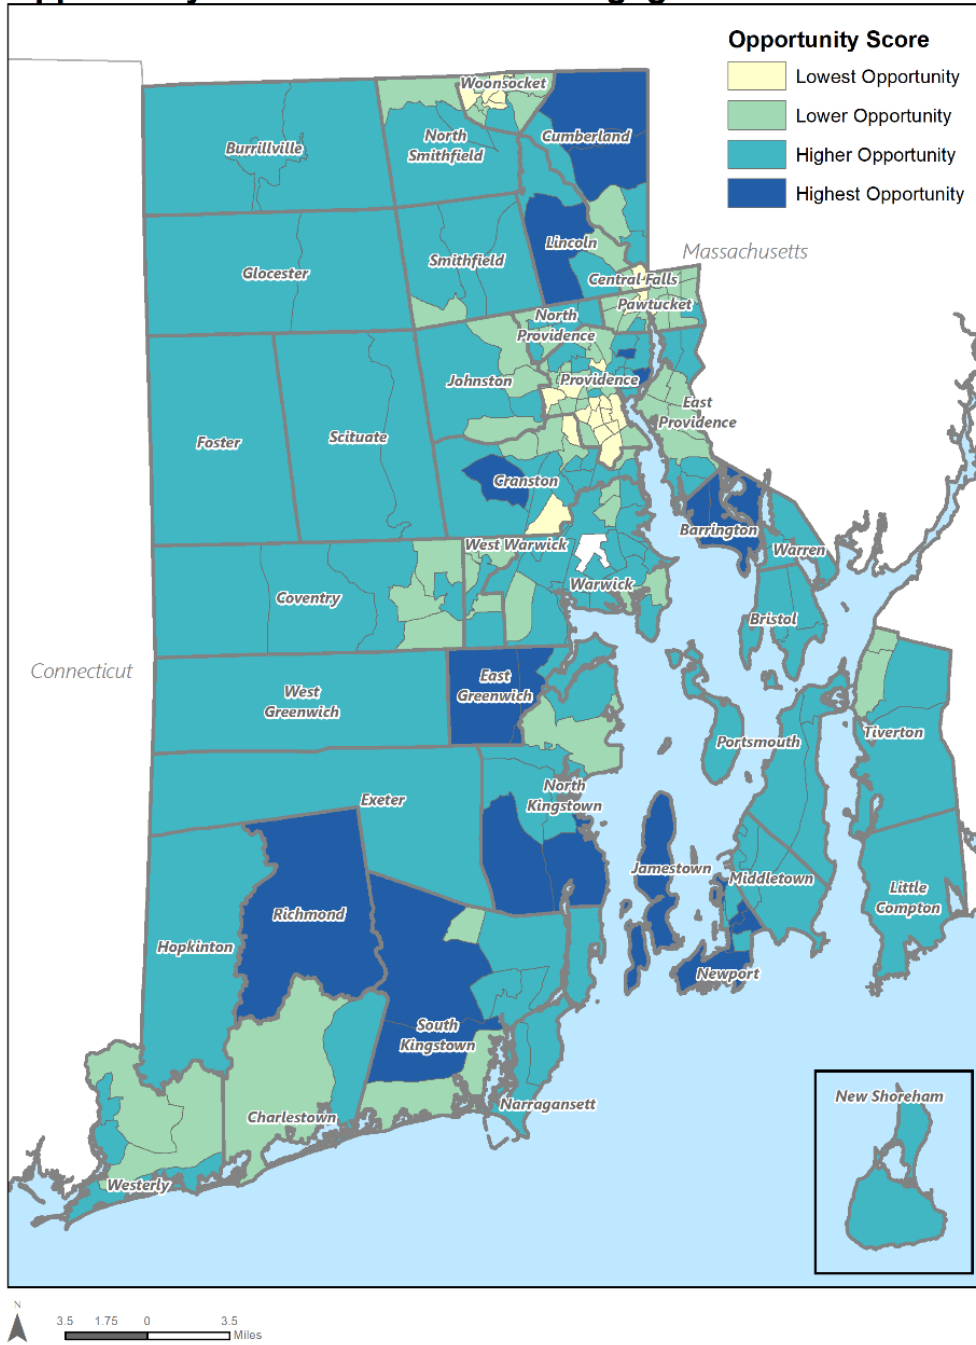 Opportunity Score
Lowest Opportunity
Lower Opportunity
Higher Opportunity
Highest Opportunity
Woonsocket
Burrillville
North
Smithfield
Cumberland
Massachusetts
Lincoln
Smithfield
Glocester
Central Falls
Pawtucket
North
Providence
Johnston
Providence
East
Providence
Foster
Scituate
Cranston
Barrington
West Warwick
Warren
Warwick
Coventry
Bristol
Connecticut
East
Greenwich
West
Greenwich
Tiverton
Portsmouth
North
Kingstown
Exeter
Jamestown
Middletown
Little
Compton
Richmond
Hopkinton
Newport
South
Kingstown
New Shoreham
Narragansett
Charlestown
Westerly
N
3.5 1.75 0 3.5
Miles